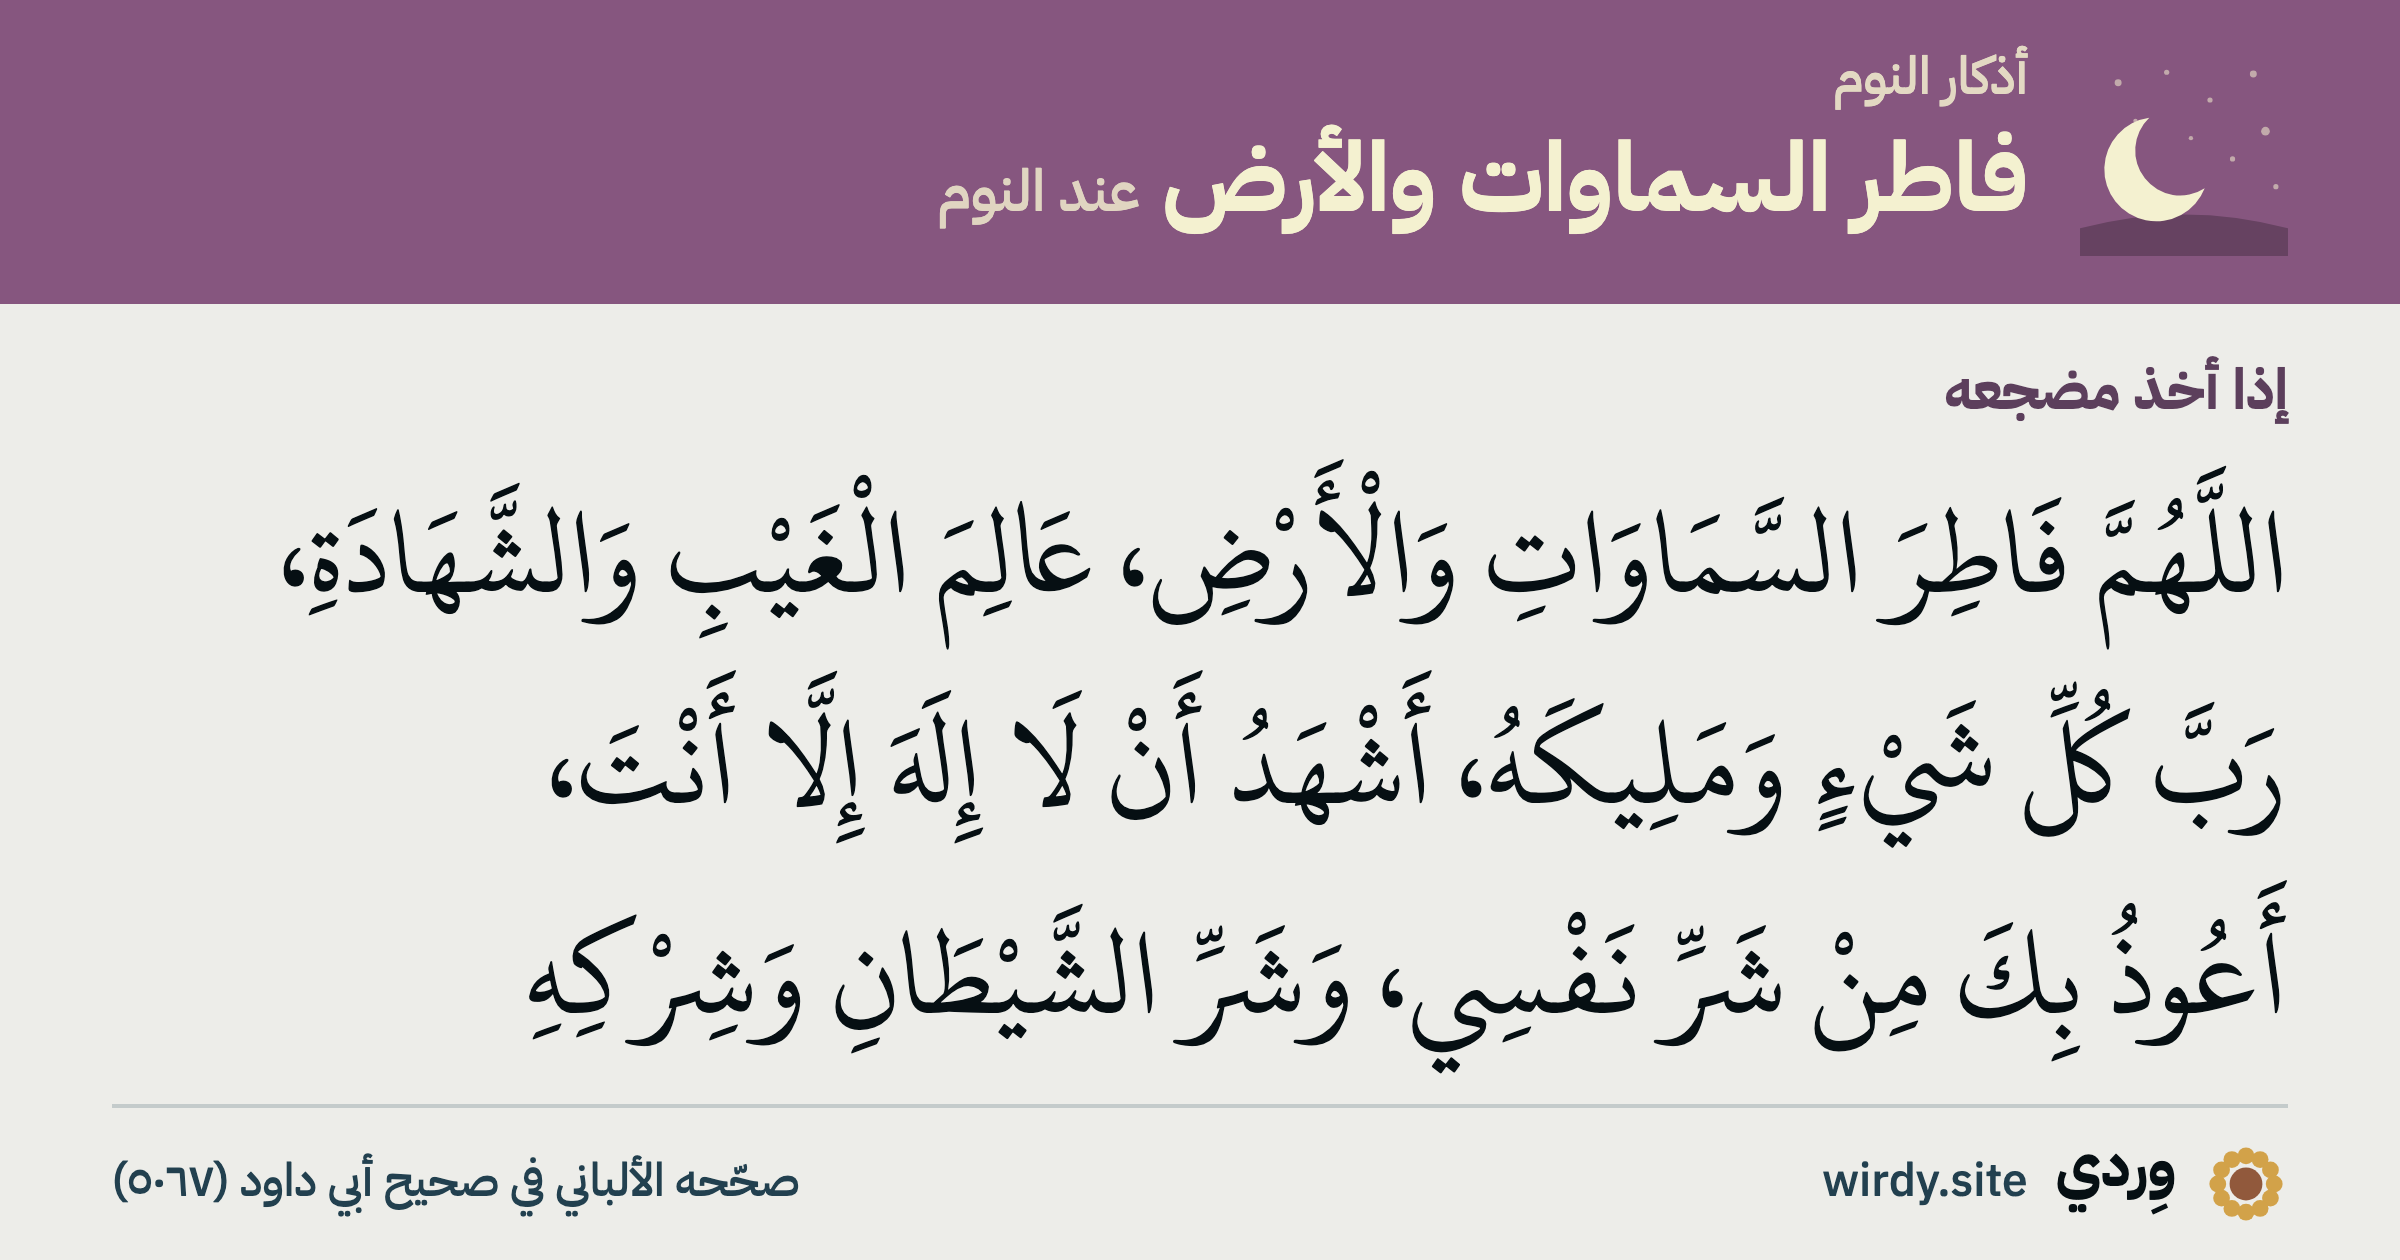 أذكار النوم
فاطر السماوات والأرض عند النوم
إذا أخذ مضجعه
اللَّهُمَّ فَاطِرَ السَّمَاوَاتِ وَالْأَرْضِ، عَالِمَ الْغَيْبِ وَالشَّهَادَةِ،
رَبَّ كُلِّ شَيْءٍ وَمَلِيكَهُ، أَشْهَدُ أَنْ لَا إِلَهَ إِلَّا أَنْتَ،
أَعُوذُ بِكَ مِنْ شَرِّ نَفْسِي، وَشَرِّ الشَّيْطَانِ وَشِرْكِهِ
وِردي wirdy.site
صحّحه الألباني في صحيح أبي داود (٥٠٦٧)